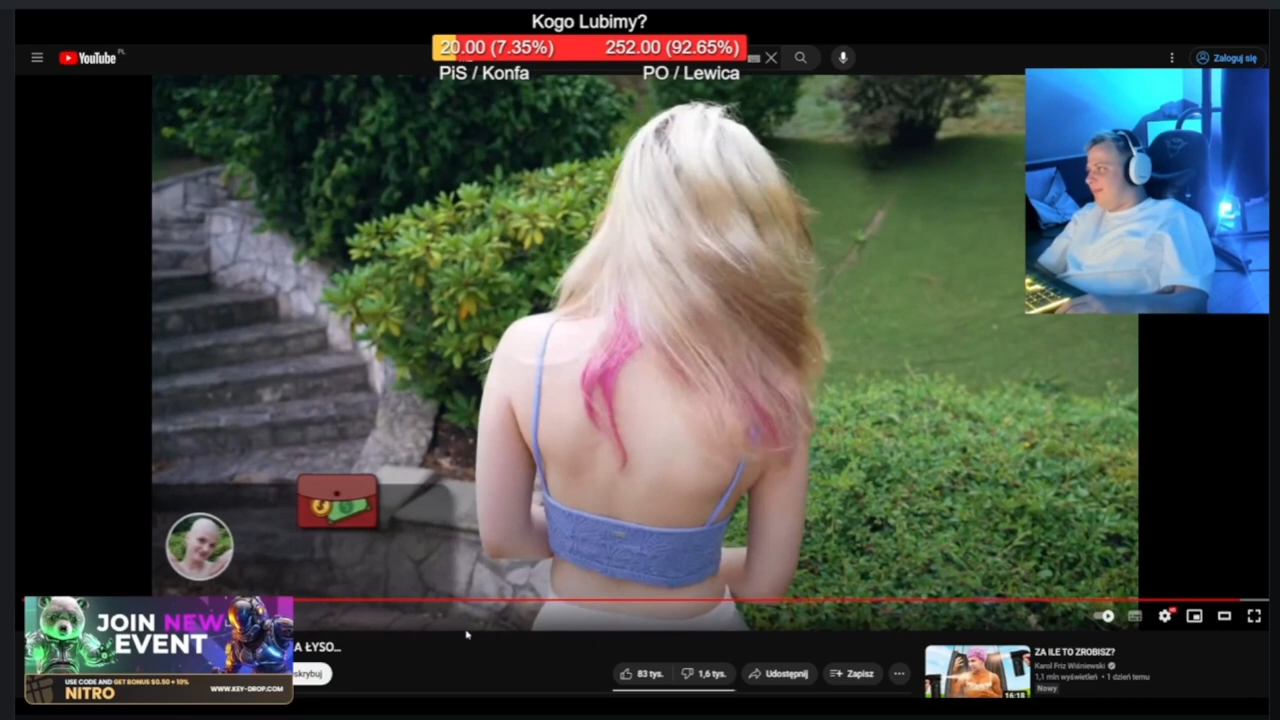 Kogo Lubimy?
20.00 (7.35%) 252.00 (92.65%)
PiS / Konfa PO / Lewica
YouTube PL
Zaloguj się
JOIN NEW
EVENT
USE CODE AND GET BONUS $0.50 + 10%
NITRO
WWW.KEY-DROP.COM
A ŁYSO...
skrybuj
83 tys.
1,6 tys.
Udostępnij
Zapisz
ZA ILE TO ZROBISZ?
Karol Friz Wiśniewski
1,1 mln wyświetleń • 1 dzień temu
Nowy
16:18